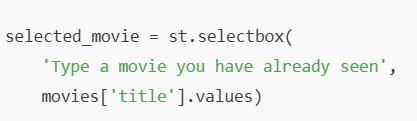 selected_movie = st.selectbox(
    'Type a movie you have already seen',
    movies['title'].values)